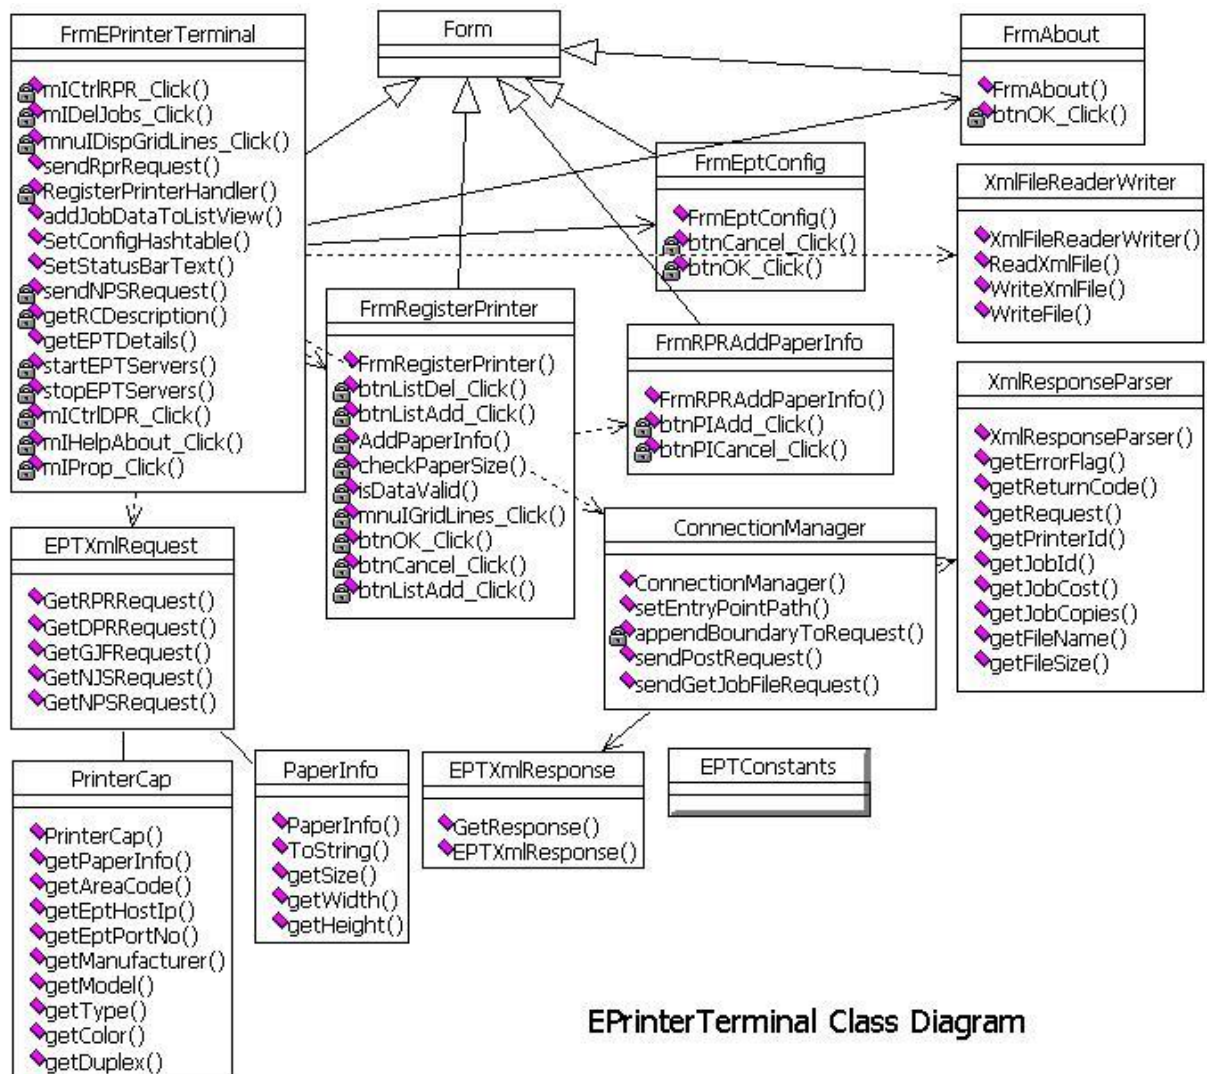 FrmEPrinterTerminal
mICtrlRPR_Click()
mIDelJobs_Click()
mnuIDispGridLines_Click()
sendRprRequest()
RegisterPrinterHandler()
addJobDataToListView()
SetConfigHashtable()
SetStatusBarText()
sendNPSRequest()
getRCDescription()
getEPTDetails()
startEPTServers()
stopEPTServers()
mICtrlDPR_Click()
mIHelpAbout_Click()
mIProp_Click()
Form
FrmAbout
FrmAbout()
btnOK_Click()
FrmEptConfig
FrmEptConfig()
btnCancel_Click()
btnOK_Click()
XmlFileReaderWriter
XmlFileReaderWriter()
ReadXmlFile()
WriteXmlFile()
WriteFile()
FrmRegisterPrinter
FrmRegisterPrinter()
btnListDel_Click()
btnListAdd_Click()
AddPaperInfo()
checkPaperSize()
isDataValid()
mnuIGridLines_Click()
btnOK_Click()
btnCancel_Click()
btnListAdd_Click()
FrmRPRAddPaperInfo
FrmRPRAddPaperInfo()
btnPIAdd_Click()
btnPICancel_Click()
XmlResponseParser
XmlResponseParser()
getErrorFlag()
getReturnCode()
getRequest()
getPrinterId()
getJobId()
getJobCost()
getJobCopies()
getFileName()
getFileSize()
EPTXmlRequest
GetRPRRequest()
GetDPRRequest()
GetGJFRequest()
GetNJSRequest()
GetNPSRequest()
ConnectionManager
ConnectionManager()
setEntryPointPath()
appendBoundaryToRequest()
sendPostRequest()
sendGetJobFileRequest()
PrinterCap
PrinterCap()
getPaperInfo()
getAreaCode()
getEptHostIp()
getEptPortNo()
getManufacturer()
getModel()
getType()
getColor()
getDuplex()
PaperInfo
PaperInfo()
ToString()
getSize()
getWidth()
getHeight()
EPTXmlResponse
GetResponse()
EPTXmlResponse()
EPTConstants
EPrinterTerminal Class Diagram